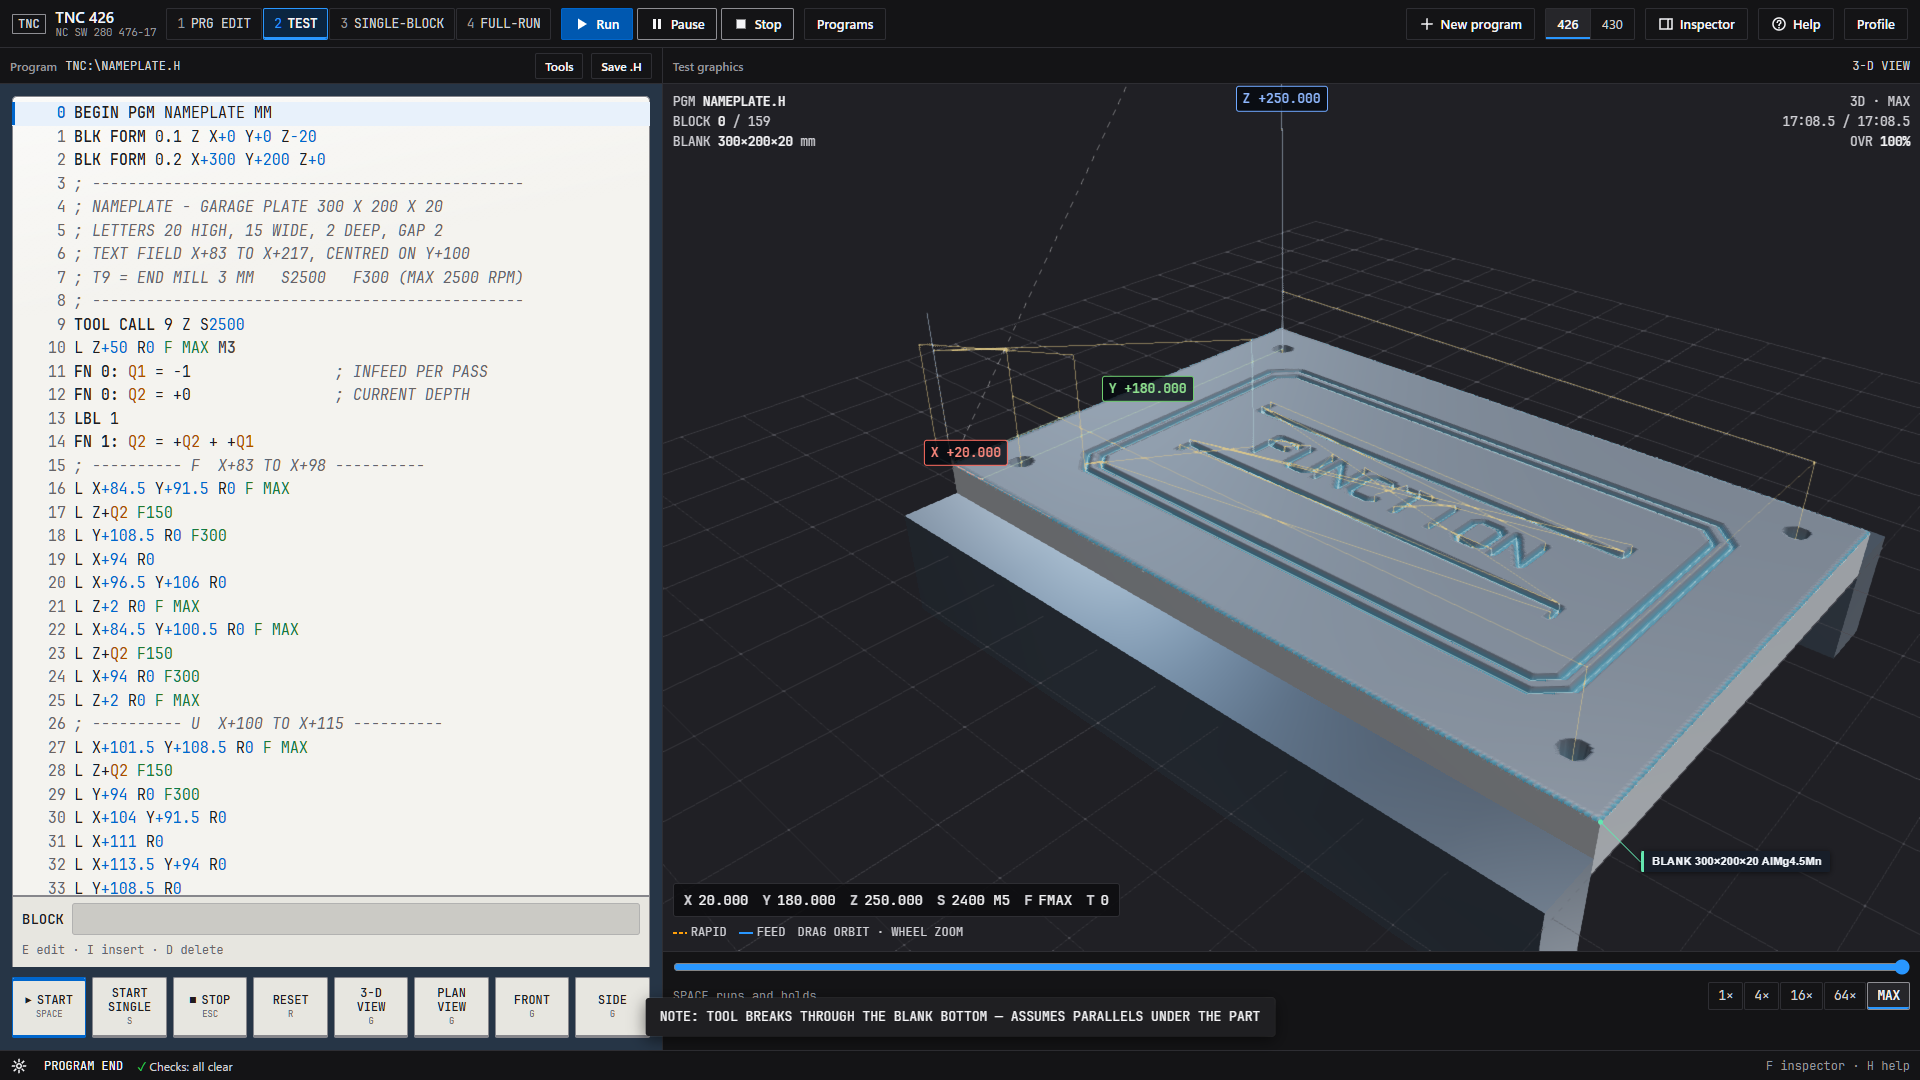 TNC
TNC 426
NC SW 280 476-17
1 PRG EDIT
2 TEST
3 SINGLE-BLOCK
4 FULL-RUN
Run
Pause
Stop
Programs
New program
426
430
Inspector
Help
Profile
Program TNC:\NAMEPLATE.H
Tools
Save .H
Test graphics
3-D VIEW
0 BEGIN PGM NAMEPLATE MM
1 BLK FORM 0.1 Z X+0 Y+0 Z-20
2 BLK FORM 0.2 X+300 Y+200 Z+0
3 ; ------------------------------------------------
4 ; NAMEPLATE - GARAGE PLATE 300 X 200 X 20
5 ; LETTERS 20 HIGH, 15 WIDE, 2 DEEP, GAP 2
6 ; TEXT FIELD X+83 TO X+217, CENTRED ON Y+100
7 ; T9 = END MILL 3 MM   S2500   F300 (MAX 2500 RPM)
8 ; ------------------------------------------------
9 TOOL CALL 9 Z S2500
10 L Z+50 R0 F MAX M3
11 FN 0: Q1 = -1                ; INFEED PER PASS
12 FN 0: Q2 = +0                ; CURRENT DEPTH
13 LBL 1
14 FN 1: Q2 = +Q2 + +Q1
15 ; ---------- F  X+83 TO X+98 ----------
16 L X+84.5 Y+91.5 R0 F MAX
17 L Z+Q2 F150
18 L Y+108.5 R0 F300
19 L X+94 R0
20 L X+96.5 Y+106 R0
21 L Z+2 R0 F MAX
22 L X+84.5 Y+100.5 R0 F MAX
23 L Z+Q2 F150
24 L X+94 R0 F300
25 L Z+2 R0 F MAX
26 ; ---------- U  X+100 TO X+115 ----------
27 L X+101.5 Y+108.5 R0 F MAX
28 L Z+Q2 F150
29 L Y+94 R0 F300
30 L X+104 Y+91.5 R0
31 L X+111 R0
32 L X+113.5 Y+94 R0
33 L Y+108.5 R0
BLOCK
E edit · I insert · D delete
START
SPACE
START SINGLE
S
STOP
ESC
RESET
R
3-D VIEW
G
PLAN VIEW
G
FRONT
G
SIDE
G
PGM NAMEPLATE.H
BLOCK 0 / 159
BLANK 300×200×20 mm
3D · MAX
17:08.5 / 17:08.5
OVR 100%
Z +250.000
Y +180.000
X +20.000
FUNCTION
BLANK 300×200×20 AlMg4.5Mn
X 20.000 Y 180.000 Z 250.000 S 2400 M5 F FMAX T 0
RAPID FEED DRAG ORBIT · WHEEL ZOOM
SPACE runs and holds
1×
4×
16×
64×
MAX
NOTE: TOOL BREAKS THROUGH THE BLANK BOTTOM — ASSUMES PARALLELS UNDER THE PART
PROGRAM END
✓ Checks: all clear
F inspector · H help